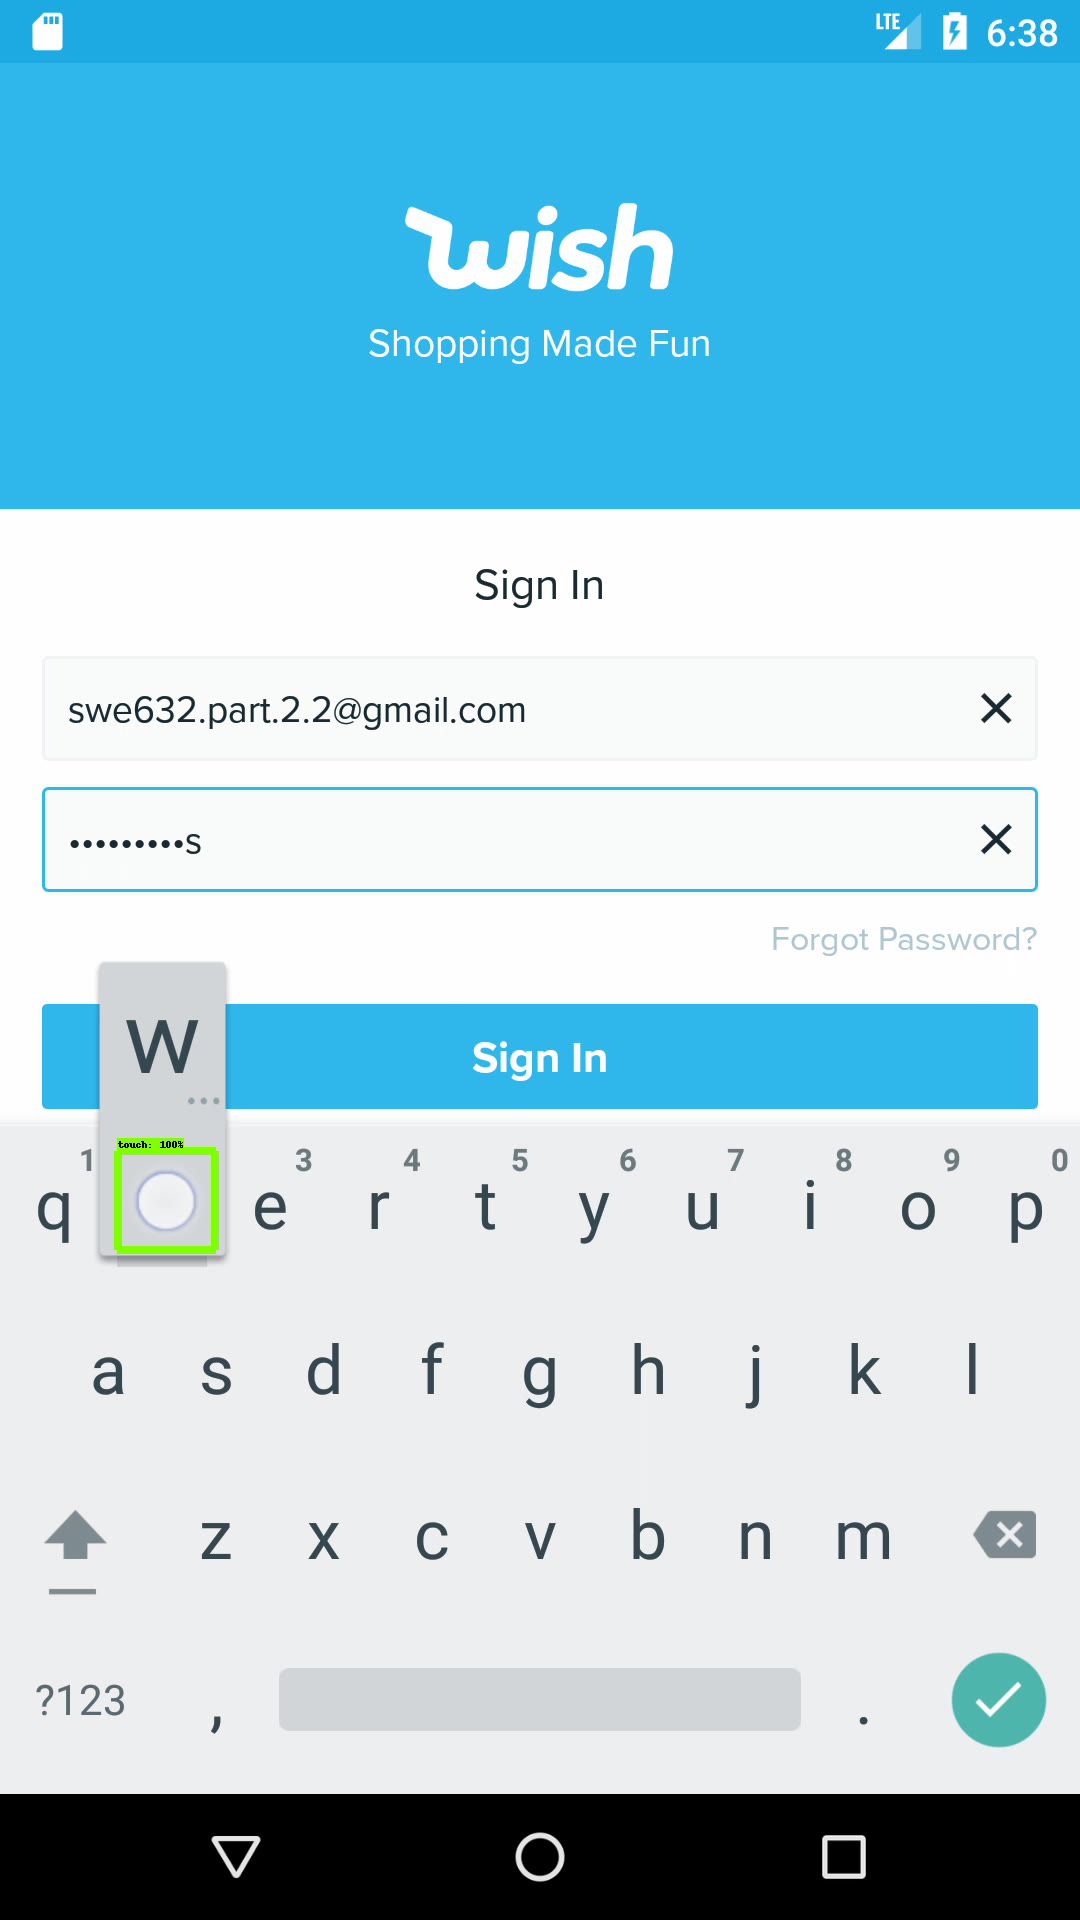 LTE 6:38
wish
Shopping Made Fun
Sign In
swe632.part.2.2@gmail.com
•••••••••s
Forgot Password?
Sign In
w
...
touch: 100%
1 3 4 5 6 7 8 9 0
q e r t y u i o p
a s d f g h j k l
z x c v b n m
?123 , .